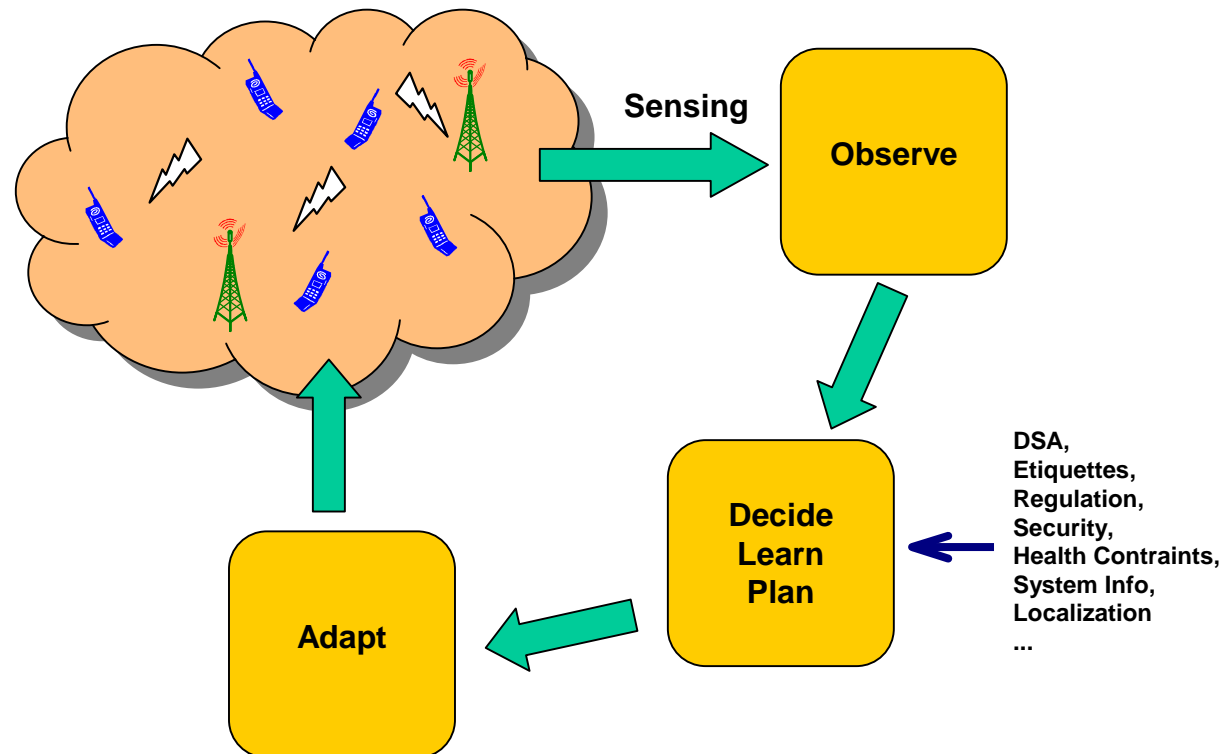 Sensing
Observe
Decide
Learn
Plan
DSA,
Etiquettes,
Regulation,
Security,
Health Contraints,
System Info,
Localization
...
Adapt